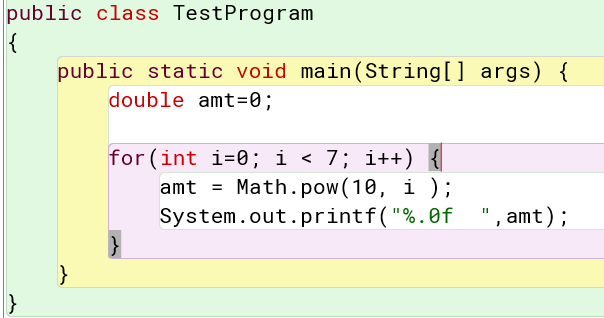 public class TestProgram
{
    public static void main(String[] args) {
        double amt=0;

        for(int i=0; i < 7; i++) {
            amt = Math.pow(10, i );
            System.out.printf("%.0f  ",amt);
        }
    }
}